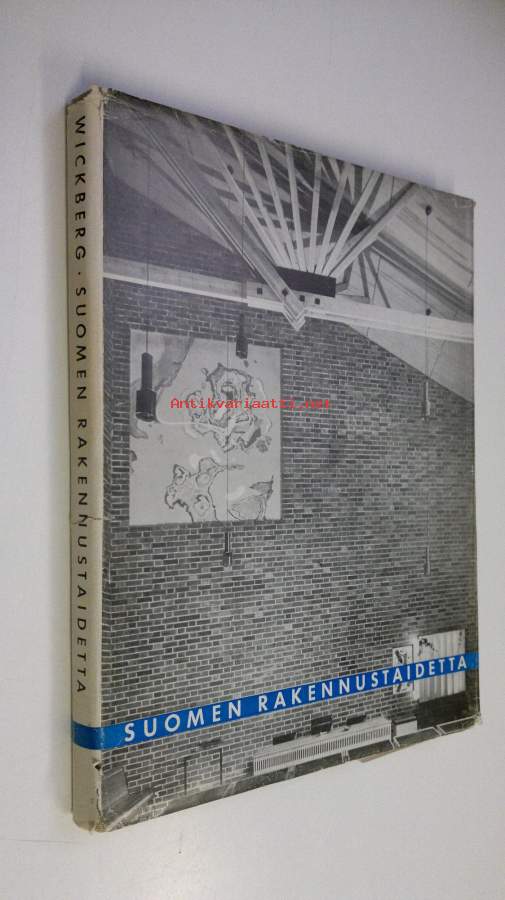 WICKBERG · SUOMEN RAKENNUSTAIDETTA
Antikvariaatti.net
SUOMEN RAKENNUSTAIDETTA